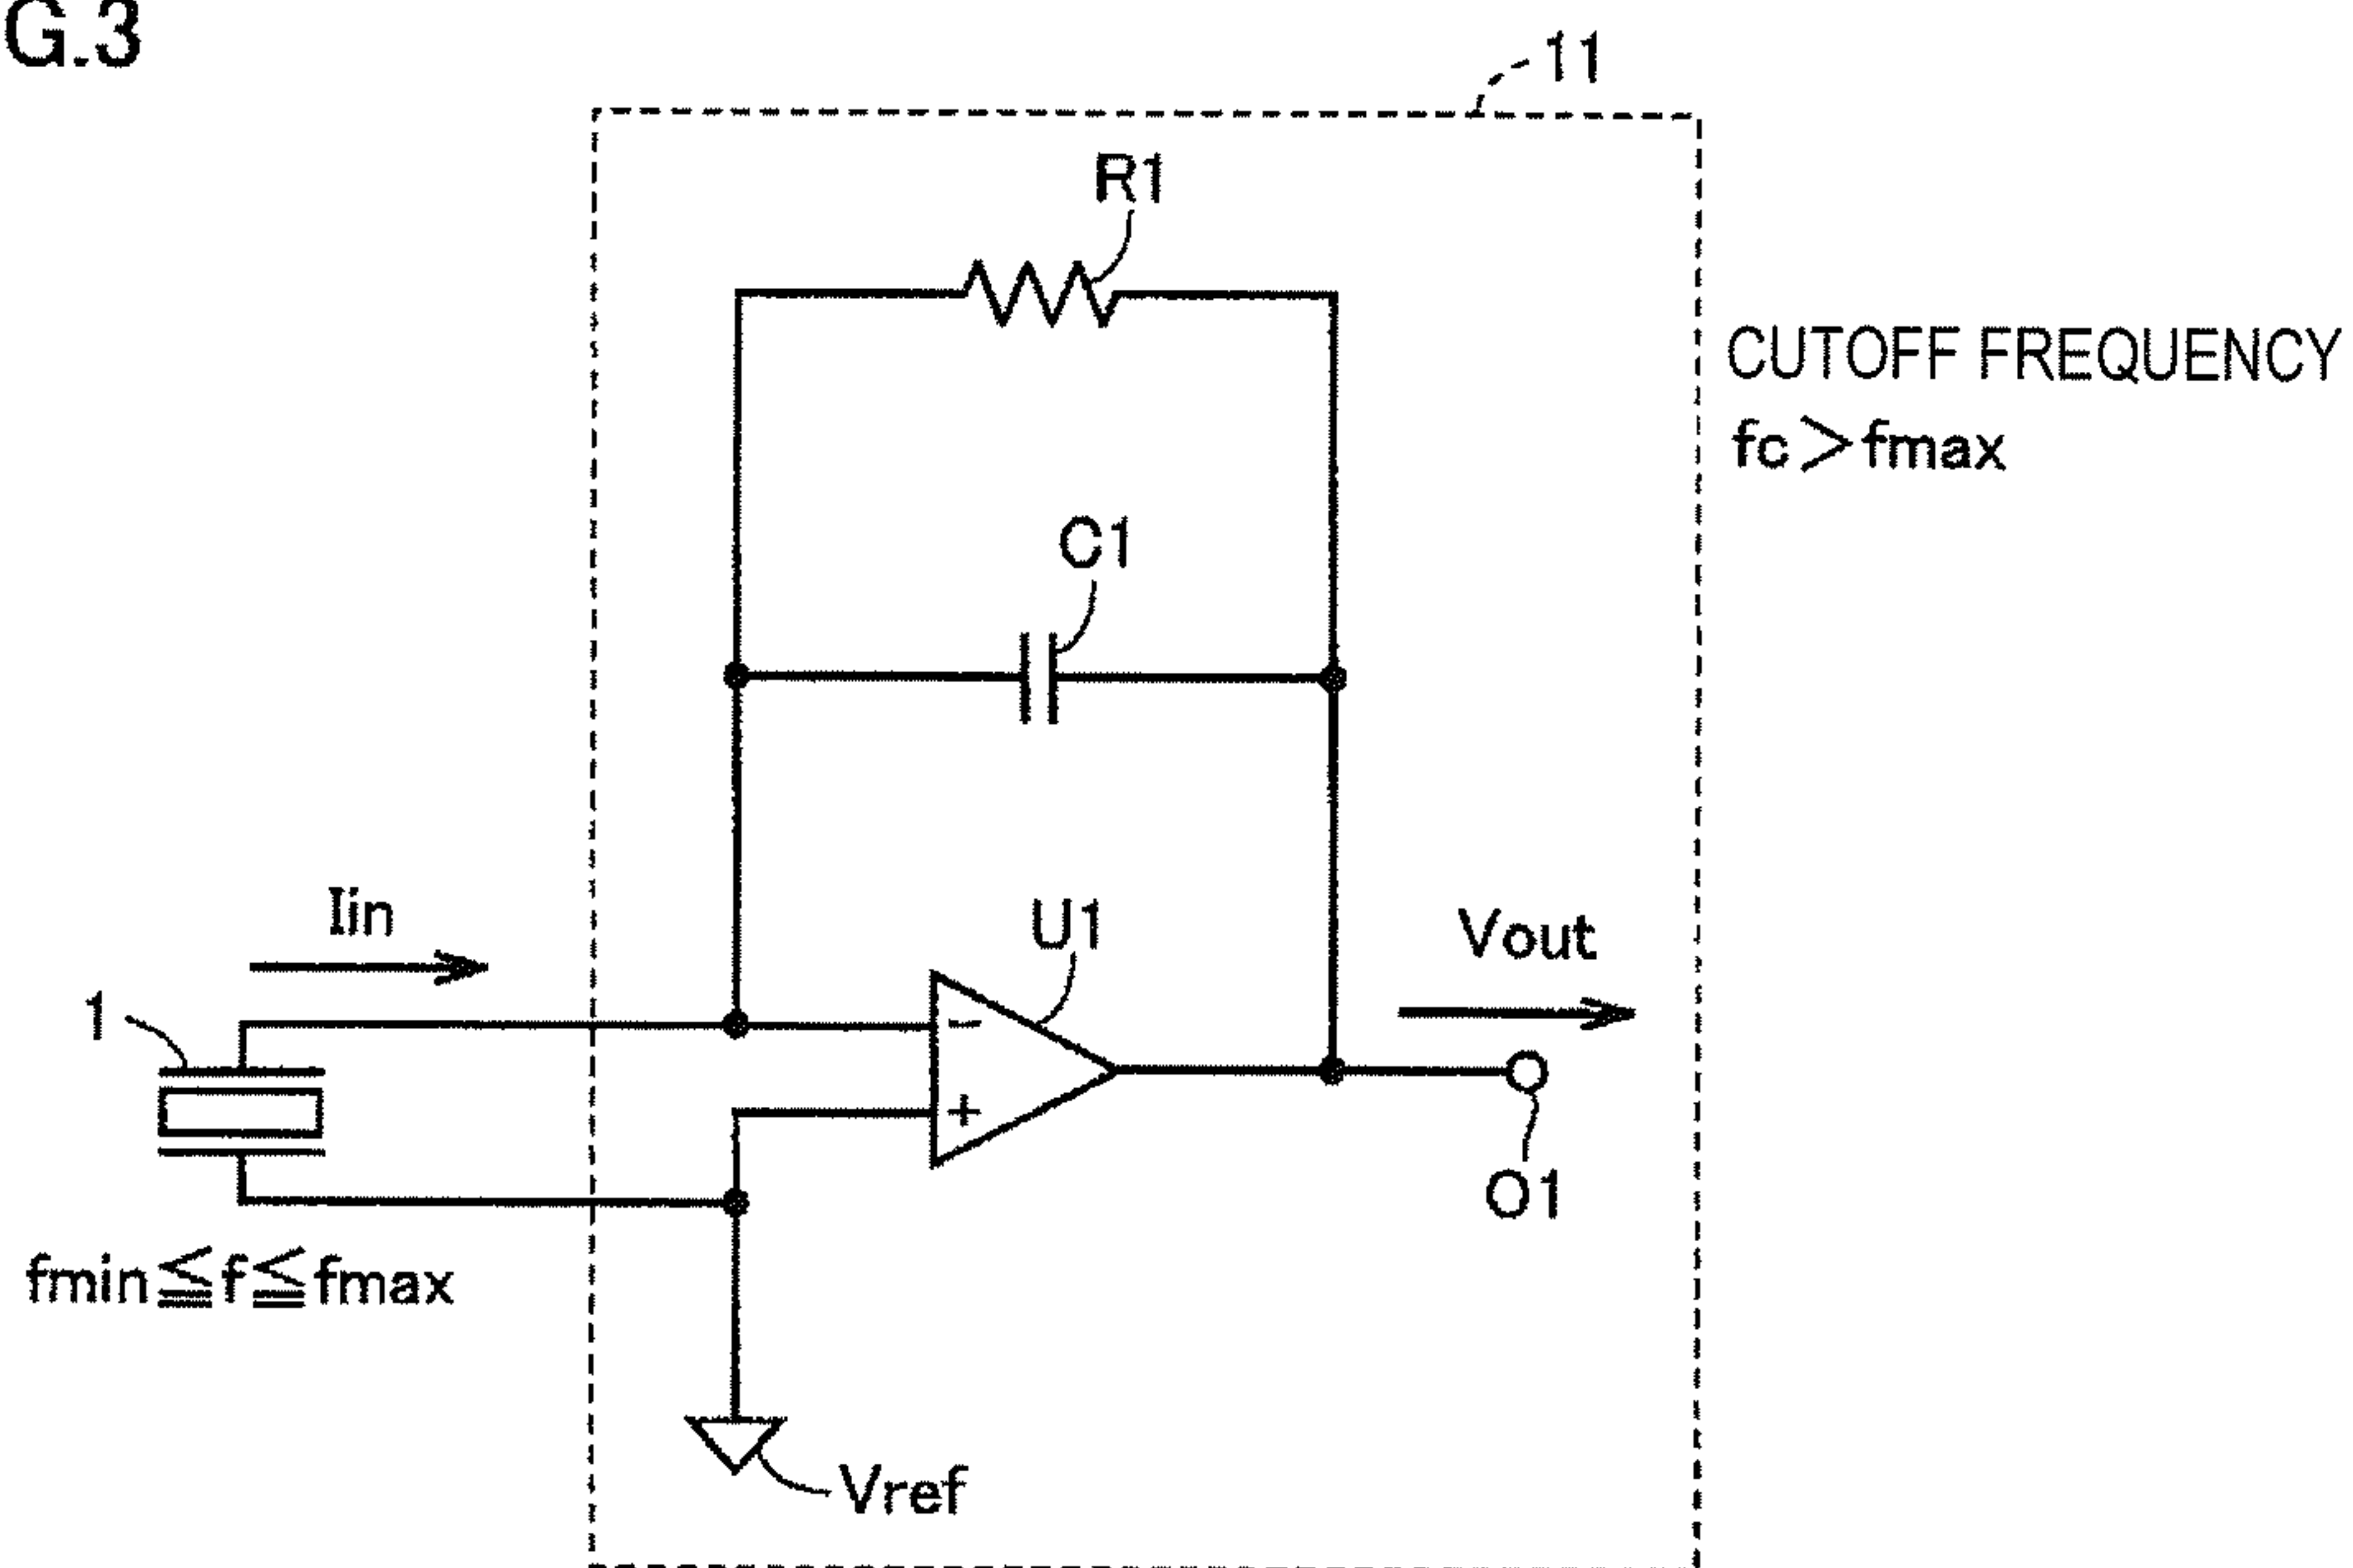 G.3
11
R1
CUTOFF FREQUENCY
fc>fmax
C1
Iin
U1
Vout
1
-
+
O1
fmin≦f≦fmax
Vref